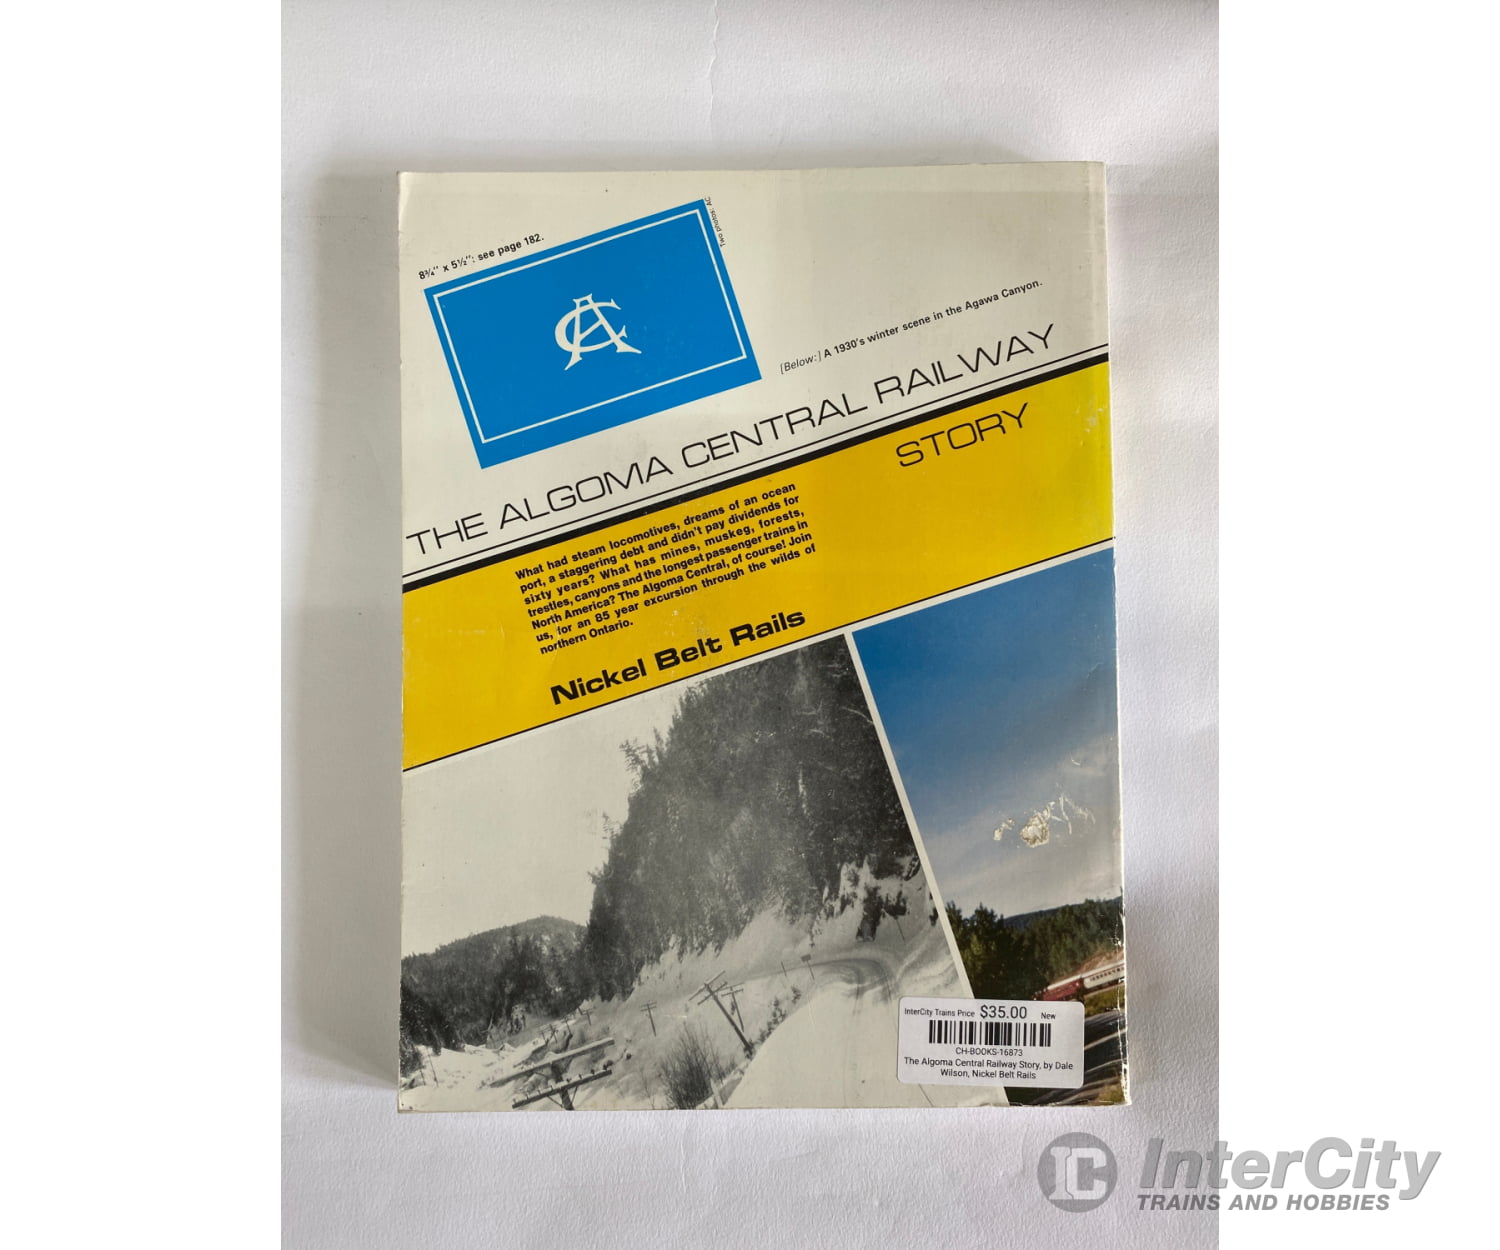 8¾" x 5½": see page 182.
Two photos: AC
AC
[Below:] A 1930's winter scene in the Agawa Canyon.
THE ALGOMA CENTRAL RAILWAY
STORY
What had steam locomotives, dreams of an ocean
port, a staggering debt and didn't pay dividends for
sixty years? What has mines, muskeg, forests,
trestles, canyons and the longest passenger trains in
North America? The Algoma Central, of course! Join
us, for an 85 year excursion through the wilds of
northern Ontario.
Nickel Belt Rails
InterCity Trains Price $35.00 New
CH-BOOKS-16873
The Algoma Central Railway Story, by Dale
Wilson, Nickel Belt Rails
IC InterCity
TRAINS AND HOBBIES